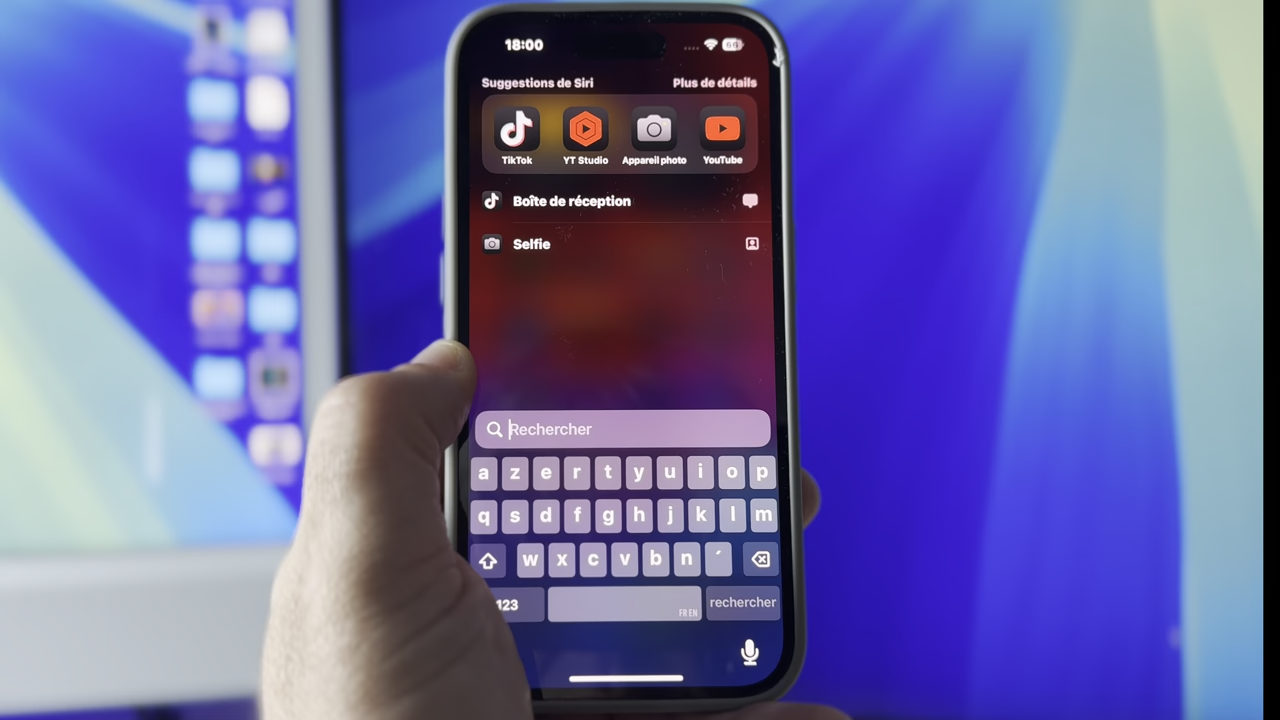 18:00 69
Suggestions de Siri Plus de détails
TikTok YT Studio Appareil photo YouTube
Boîte de réception
Selfie
Rechercher
a z e r t y u i o p
q s d f g h j k l m
w x c v b n ´
123 FR EN rechercher